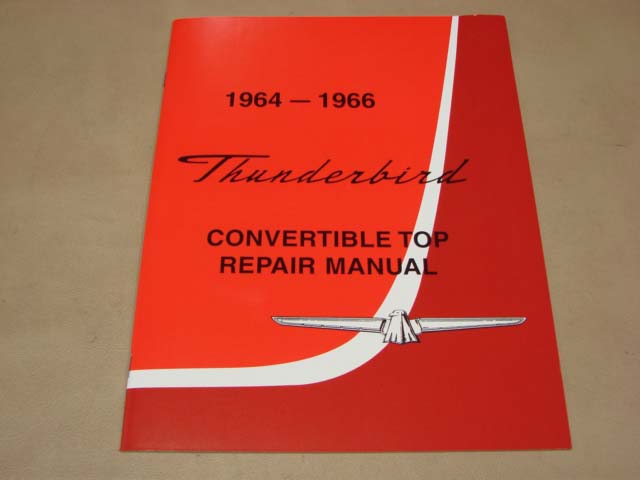 1964 — 1966
Thunderbird
CONVERTIBLE TOP
REPAIR MANUAL